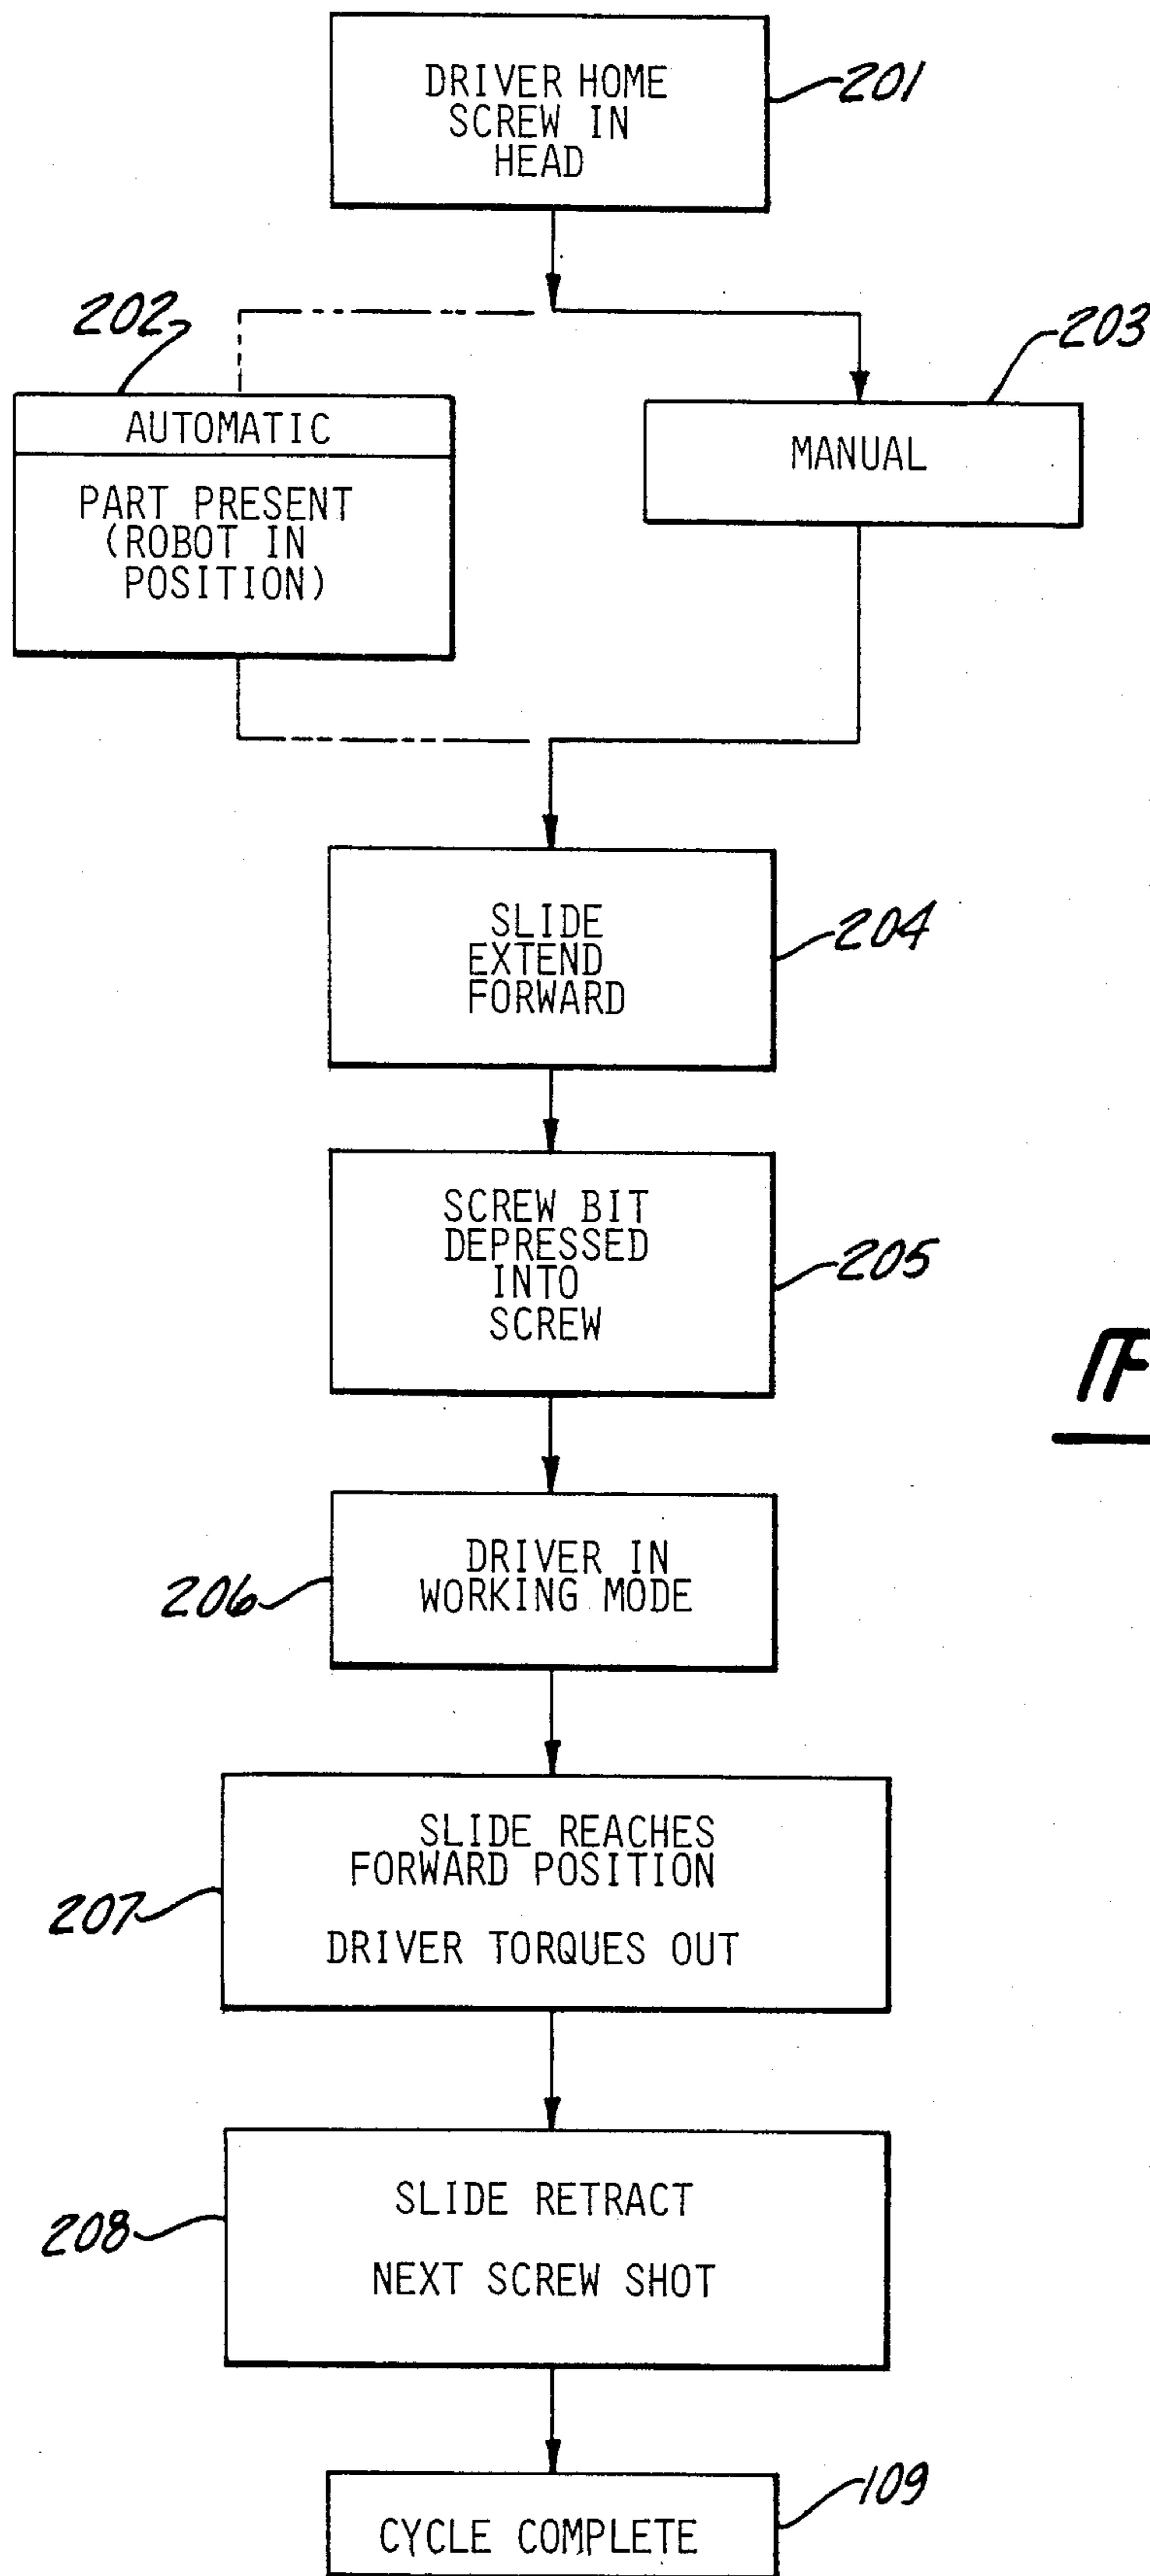 DRIVER HOME
SCREW IN
HEAD
201
202
AUTOMATIC
PART PRESENT
(ROBOT IN
POSITION)
203
MANUAL
SLIDE
EXTEND
FORWARD
204
SCREW BIT
DEPRESSED
INTO
SCREW
205
206
DRIVER IN
WORKING MODE
207
SLIDE REACHES
FORWARD POSITION
DRIVER TORQUES OUT
208
SLIDE RETRACT
NEXT SCREW SHOT
109
CYCLE COMPLETE